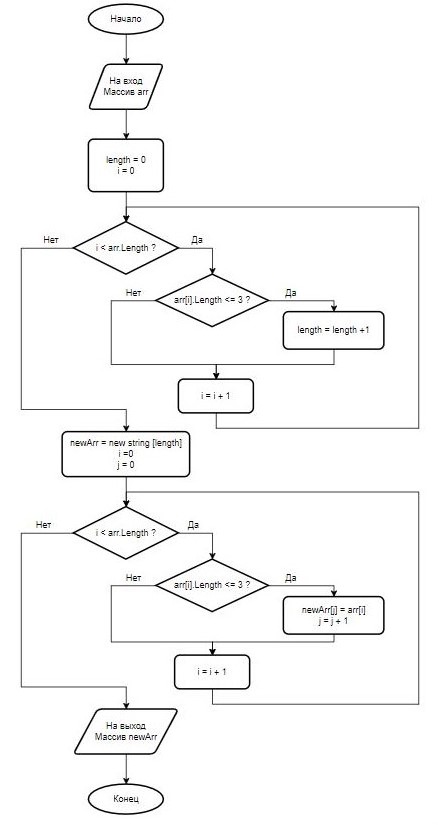 Начало
На вход
Массив arr
length = 0
i = 0
Нет
i < arr.Length ?
Да
Нет
arr[i].Length <= 3 ?
Да
length = length +1
i = i + 1
newArr = new string [length]
i =0
j = 0
Нет
i < arr.Length ?
Да
Нет
arr[i].Length <= 3 ?
Да
newArr[j] = arr[i]
j = j + 1
i = i + 1
На выход
Массив newArr
Конец